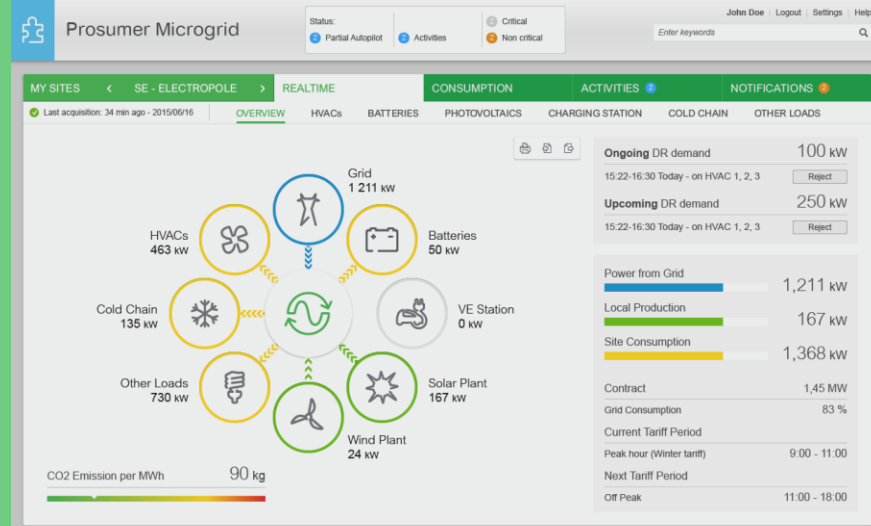 Prosumer Microgrid
Status:
2 Partial Autopilot
2 Activities
2 Critical
2 Non critical
John Doe | Logout | Settings | Help
Enter keywords
MY SITES < SE - ELECTROPOLE >
REALTIME
CONSUMPTION
ACTIVITIES 2
NOTIFICATIONS 2
Last acquisition: 34 min ago - 2015/06/16
OVERVIEW
HVACs
BATTERIES
PHOTOVOLTAICS
CHARGING STATION
COLD CHAIN
OTHER LOADS
Grid
1 211 kW
HVACs
463 kW
Batteries
50 kW
Cold Chain
135 kW
VE Station
0 kW
Other Loads
730 kW
Solar Plant
167 kW
Wind Plant
24 kW
CO2 Emission per MWh 90 kg
Ongoing DR demand 100 kW
15:22-16:30 Today - on HVAC 1, 2, 3 Reject
Upcoming DR demand 250 kW
15:22-16:30 Today - on HVAC 1, 2, 3 Reject
Power from Grid
1,211 kW
Local Production
167 kW
Site Consumption
1,368 kW
Contract 1,45 MW
Grid Consumption 83 %
Current Tariff Period
Peak hour (Winter tariff) 9:00 - 11:00
Next Tariff Period
Off Peak 11:00 - 18:00